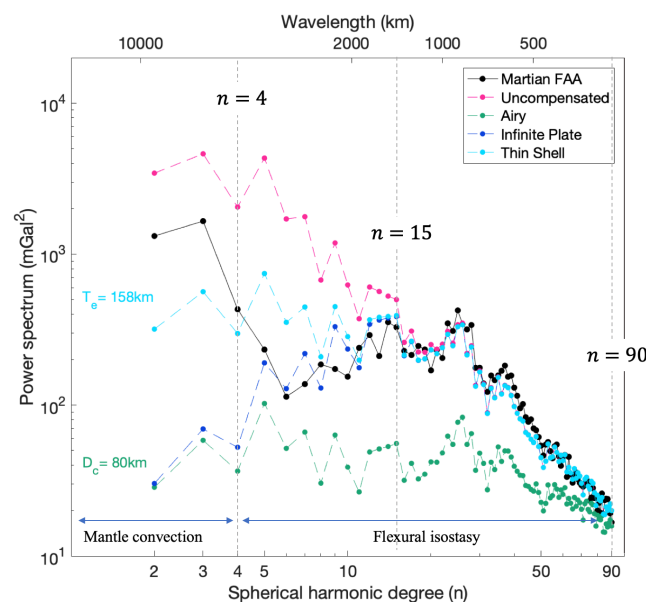 Wavelength (km)
10000 2000 1000 500
Martian FAA
Uncompensated
Airy
Infinite Plate
Thin Shell
n = 4
n = 15
n = 90
10^4
10^3
10^2
10^1
Power spectrum (mGal^2)
T_e= 158km
D_c= 80km
Mantle convection
Flexural isostasy
2 3 4 5 10 50 90
Spherical harmonic degree (n)